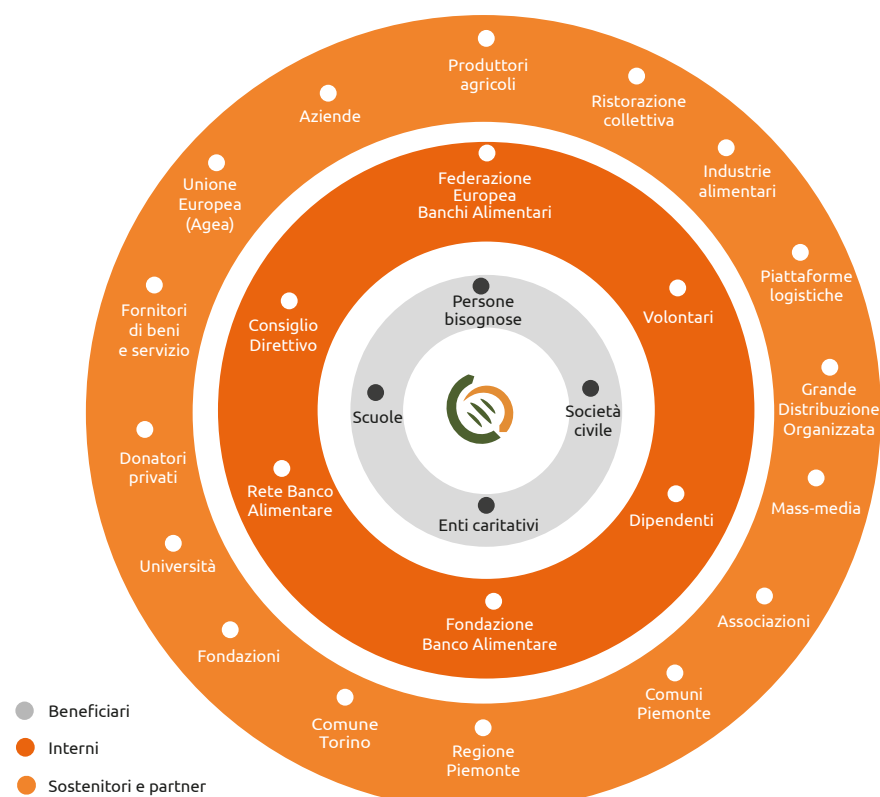 Produttori
agricoli
Ristorazione
collettiva
Industrie
alimentari
Piattaforme
logistiche
Grande
Distribuzione
Organizzata
Mass-media
Associazioni
Comuni
Piemonte
Regione
Piemonte
Comune
Torino
Fondazioni
Università
Donatori
privati
Fornitori
di beni
e servizio
Unione
Europea
(Agea)
Aziende
Federazione
Europea
Banchi Alimentari
Volontari
Dipendenti
Fondazione
Banco Alimentare
Rete Banco
Alimentare
Consiglio
Direttivo
Persone
bisognose
Società
civile
Enti caritativi
Scuole
Beneficiari
Interni
Sostenitori e partner